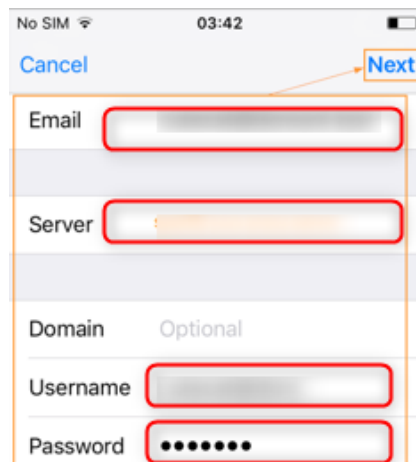 No SIM 03:42
Cancel Next
Email
Server
Domain Optional
Username
Password •••••••